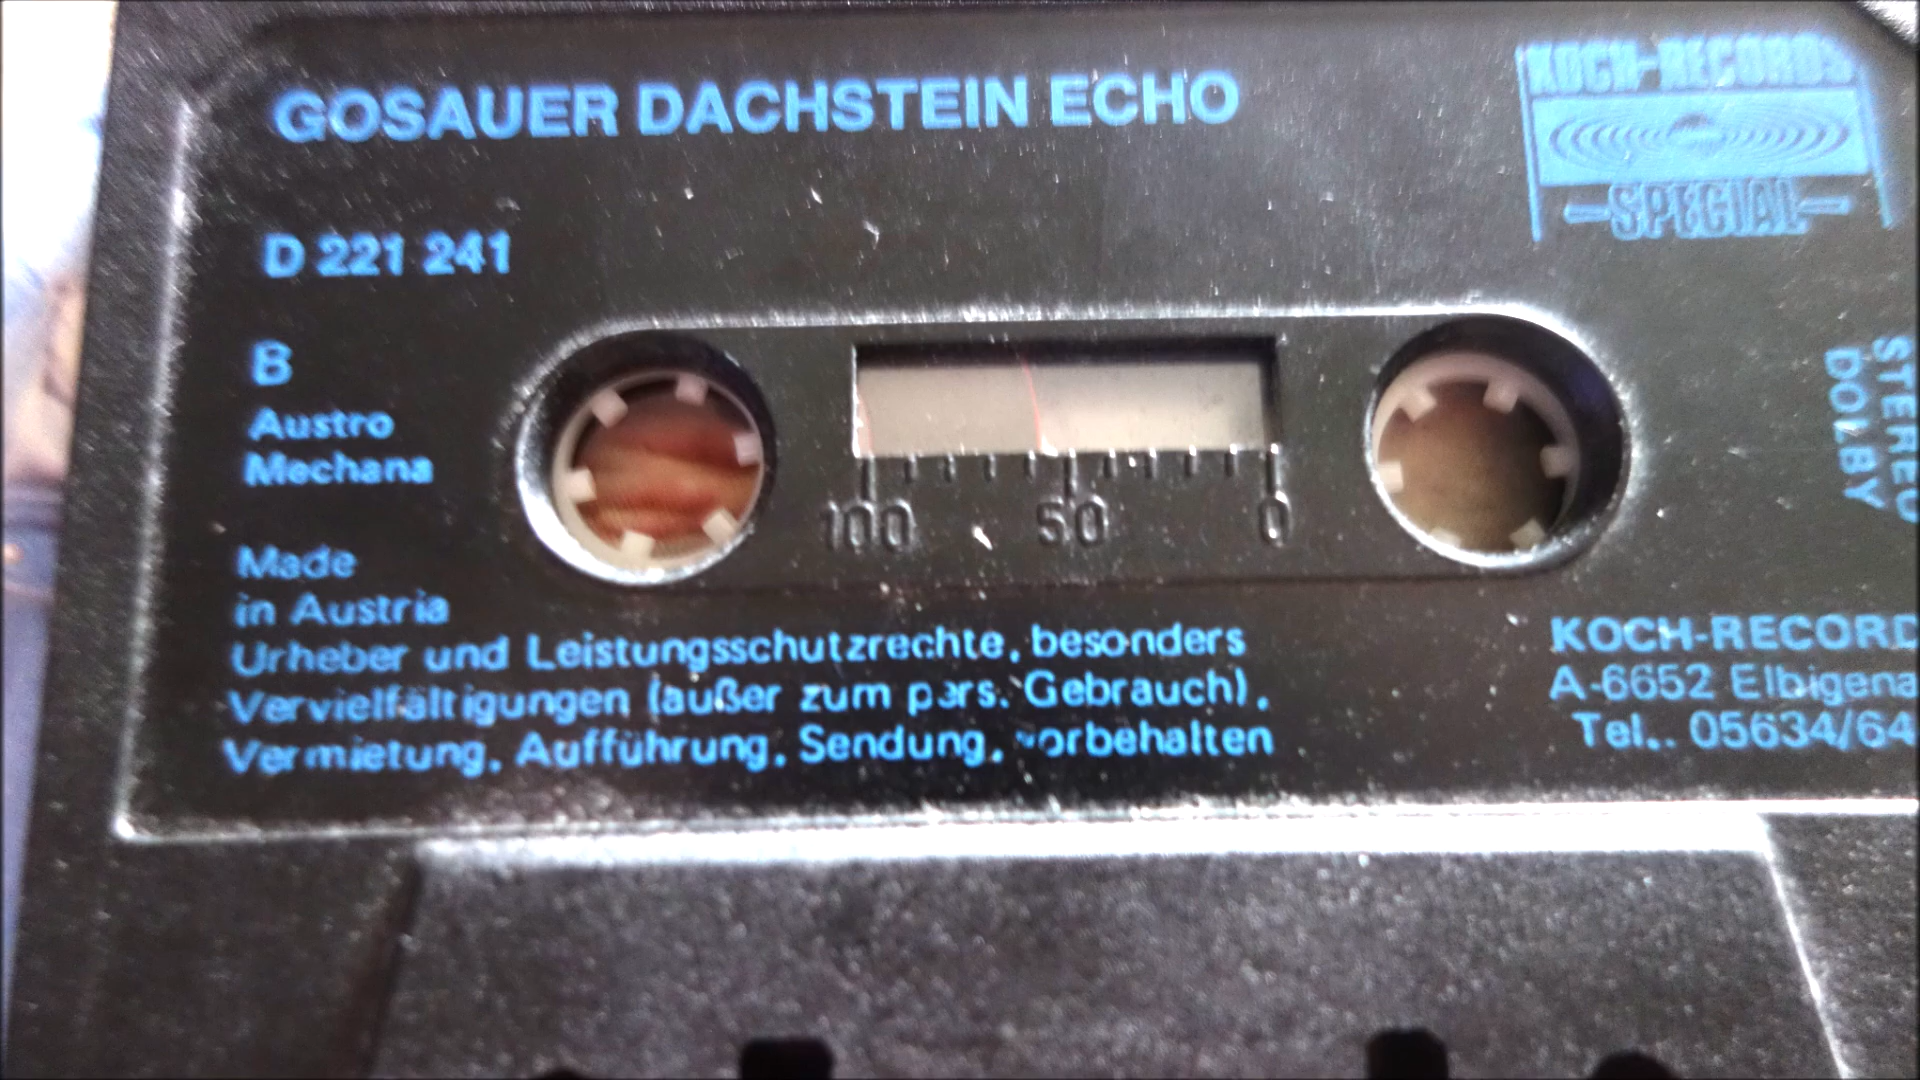 GOSAUER DACHSTEIN ECHO
KOCH-RECORDS
SPECIAL
D 221 241
B
Austro
Mechana
STEREO
DOLBY
100 50 0
Made
in Austria
Urheber und Leistungsschutzrechte, besonders
Vervielfältigungen (außer zum pers. Gebrauch),
Vermietung, Aufführung, Sendung, vorbehalten
KOCH-RECORD
A-6652 Elbigena
Tel.. 05634/64